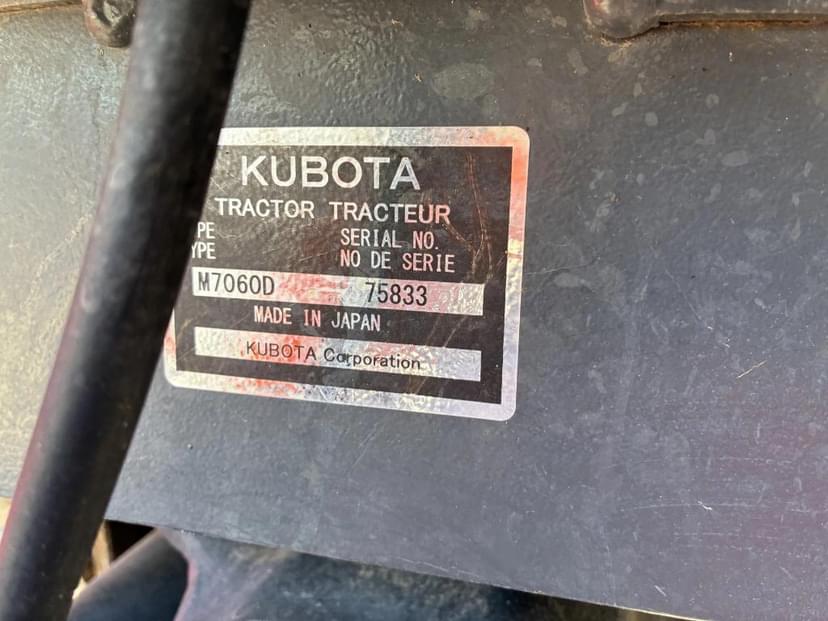 KUBOTA
TRACTOR TRACTEUR
PE SERIAL NO.
YPE NO DE SERIE
M7060D 75833
MADE IN JAPAN
KUBOTA Corporation